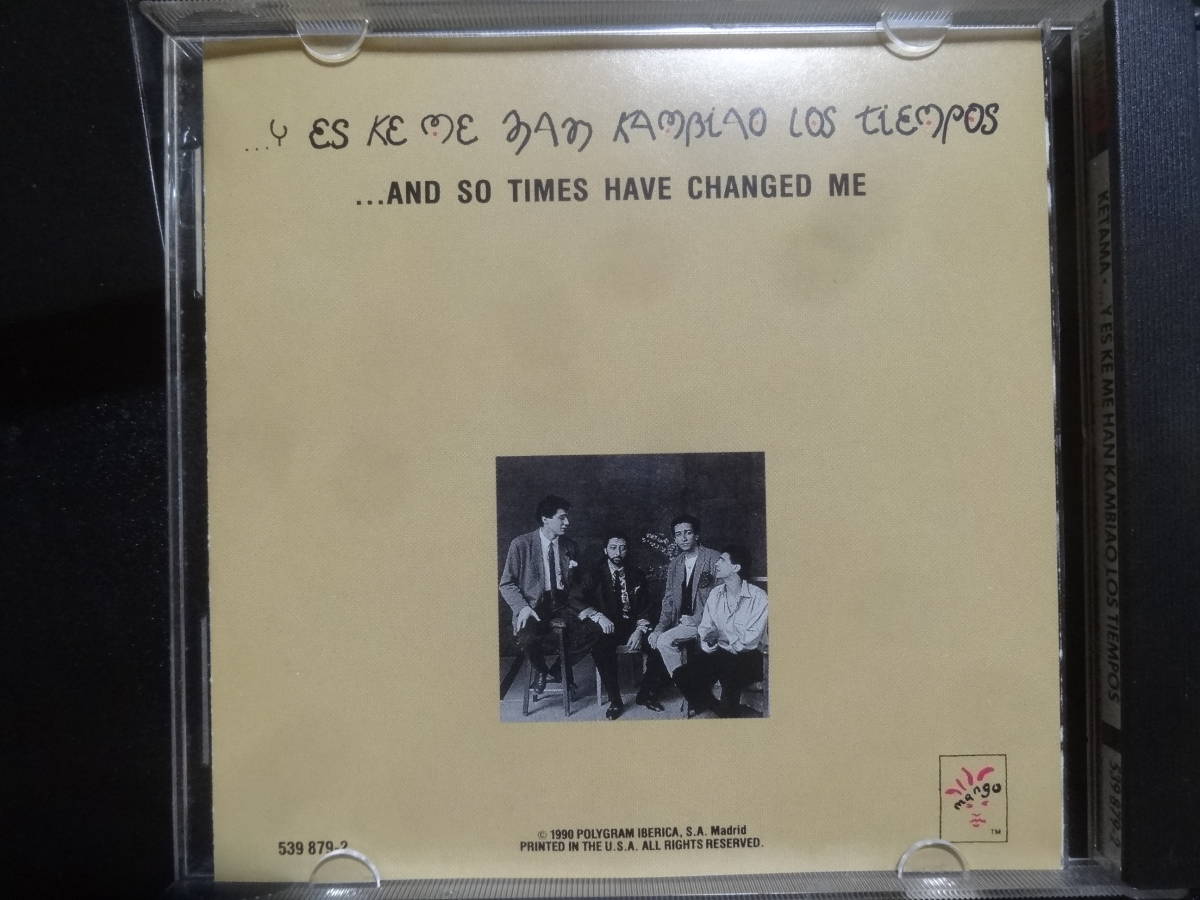 ...Y ES KE ME HAN KAMBIAO LOS TIEMPOS
...AND SO TIMES HAVE CHANGED ME
mango
TM
© 1990 POLYGRAM IBERICA, S.A. Madrid
PRINTED IN THE U.S.A. ALL RIGHTS RESERVED.
539 879-2
KETAMA • ...Y ES KE ME HAN KAMBIAO LOS TIEMPOS
539 879-2